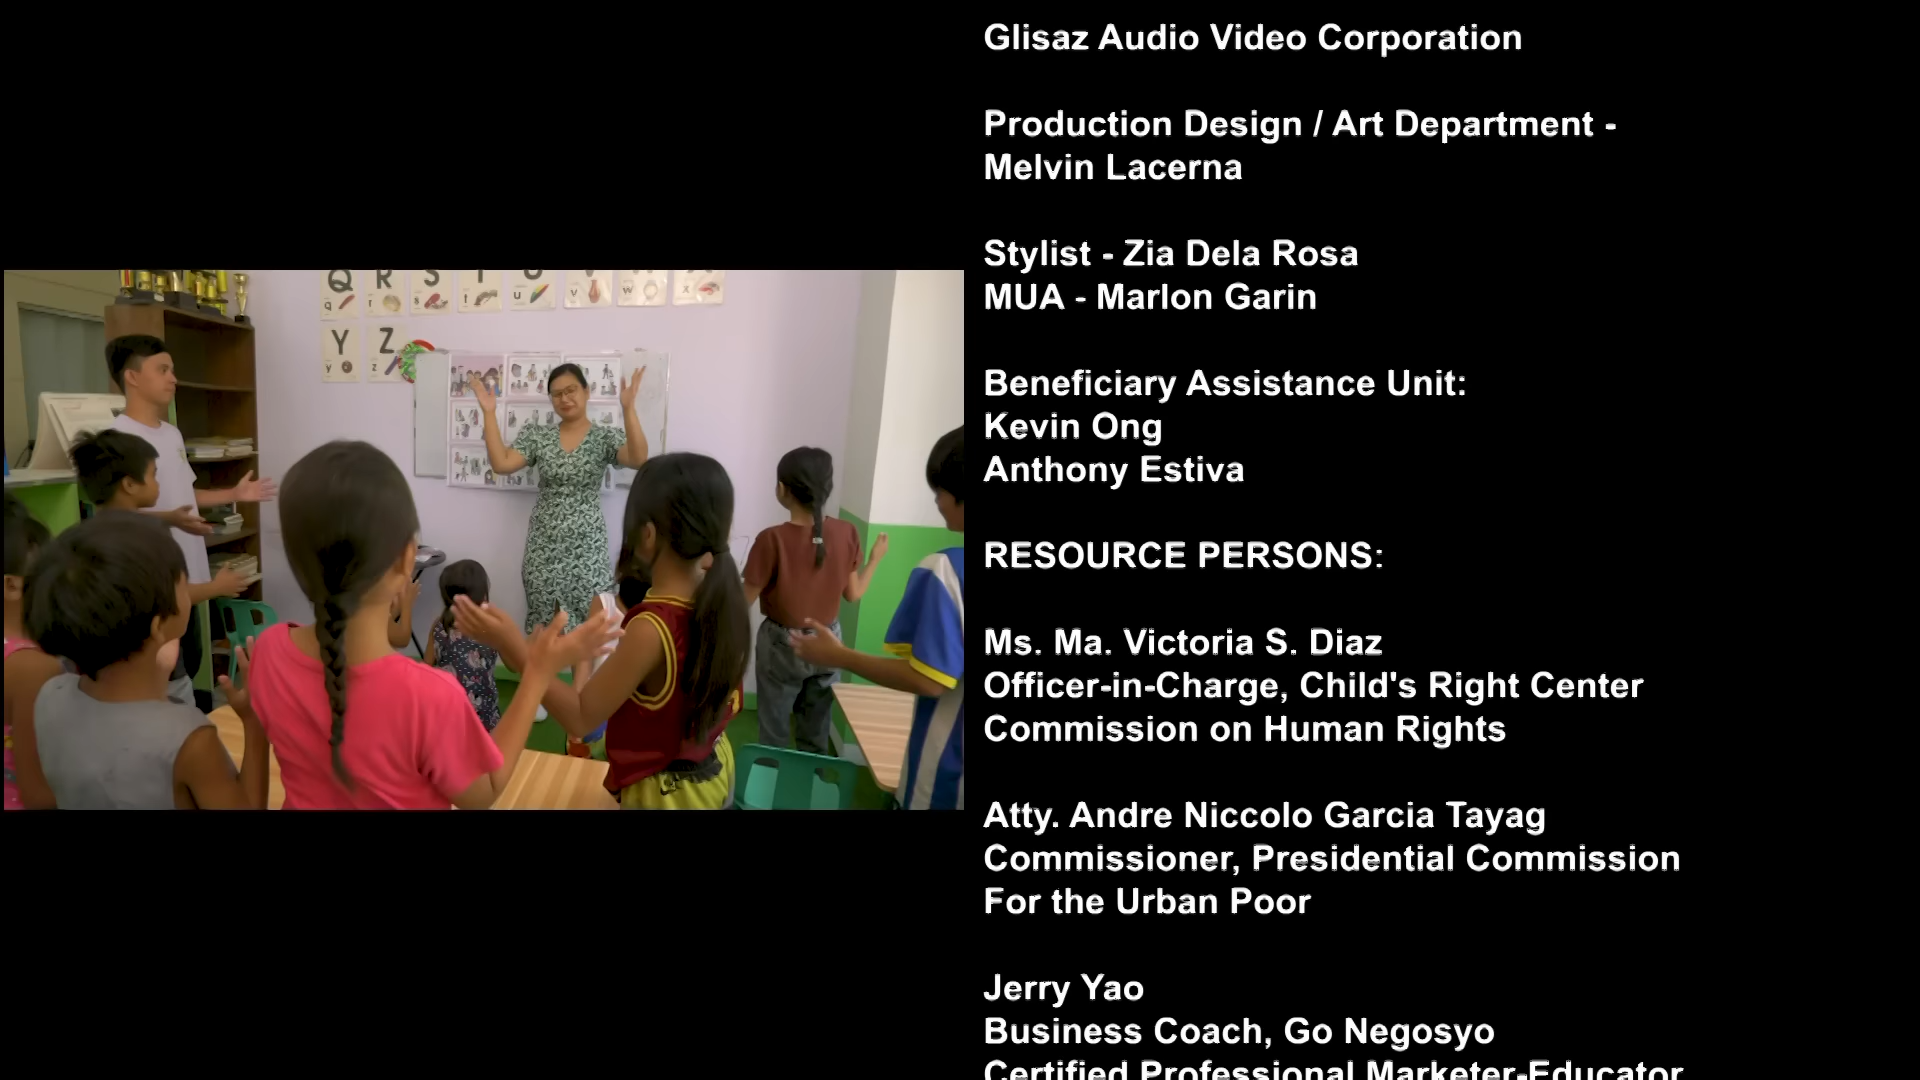 Glisaz Audio Video Corporation
Production Design / Art Department -
Melvin Lacerna
Stylist - Zia Dela Rosa
MUA - Marlon Garin
Beneficiary Assistance Unit:
Kevin Ong
Anthony Estiva
RESOURCE PERSONS:
Ms. Ma. Victoria S. Diaz
Officer-in-Charge, Child's Right Center
Commission on Human Rights
Atty. Andre Niccolo Garcia Tayag
Commissioner, Presidential Commission
For the Urban Poor
Jerry Yao
Business Coach, Go Negosyo
Certified Professional Marketer-Educator
Q R S T U V W X
q r s t u v w x
Y Z
y z